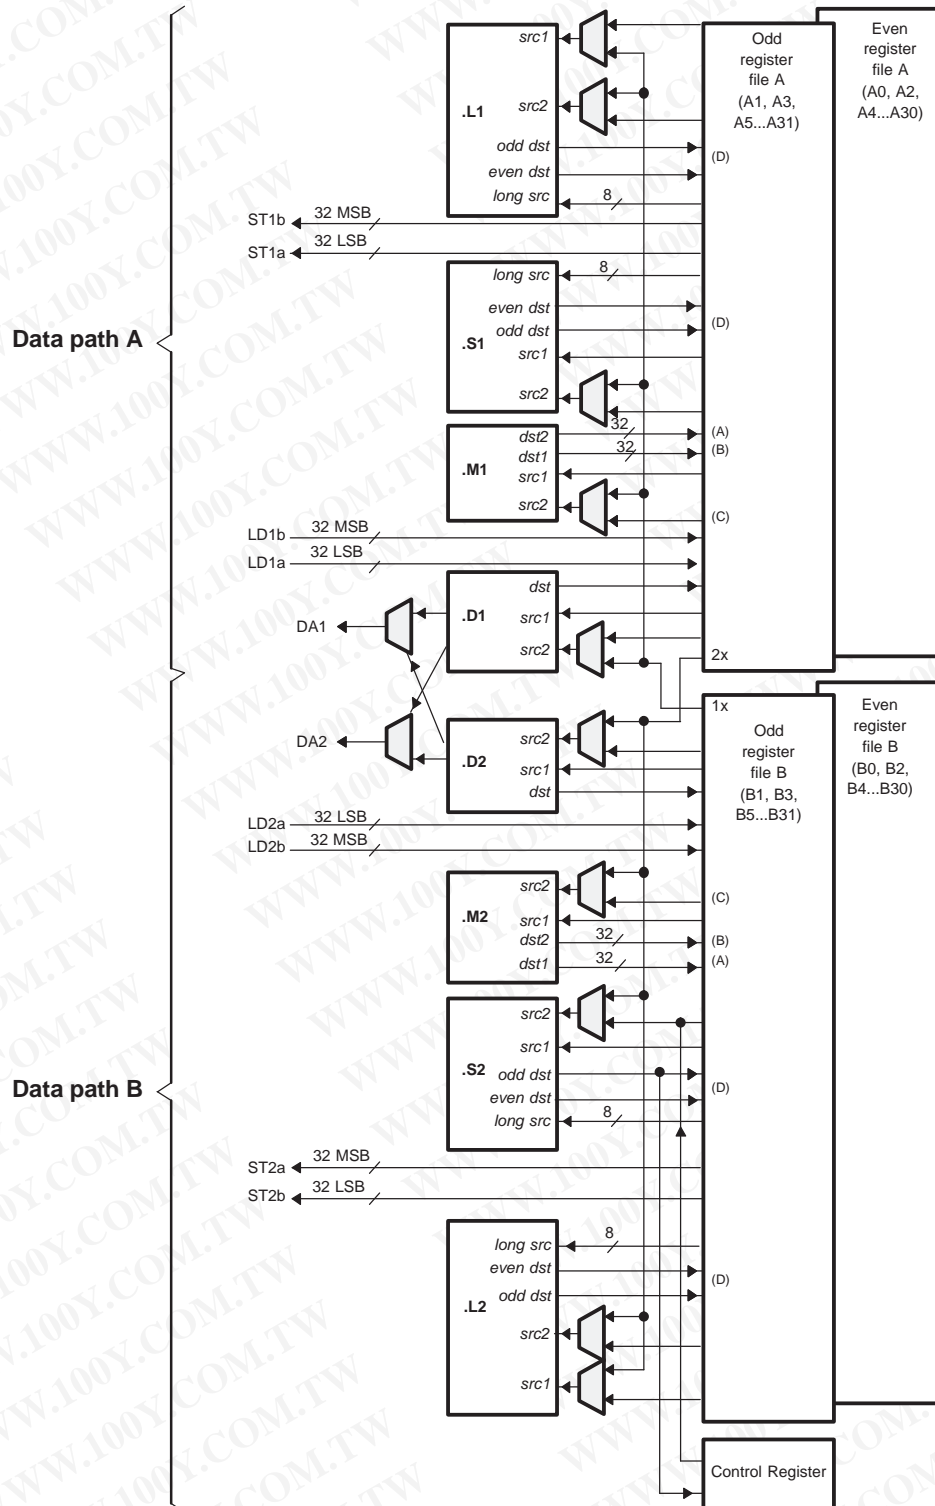 Odd
register
file A
(A1, A3,
A5...A31)
Even
register
file A
(A0, A2,
A4...A30)
src1
.L1
src2
odd dst
(D)
even dst
long src
8
ST1b
32 MSB
ST1a
32 LSB
long src
8
even dst
(D)
odd dst
.S1
src1
src2
Data path A
dst2
32
(A)
dst1
32
(B)
.M1
src1
src2
(C)
LD1b
32 MSB
LD1a
32 LSB
dst
.D1
src1
DA1
src2
2x
1x
Odd
register
file B
(B1, B3,
B5...B31)
Even
register
file B
(B0, B2,
B4...B30)
DA2
src2
.D2
src1
dst
LD2a
32 LSB
LD2b
32 MSB
src2
(C)
.M2
src1
dst2
32
(B)
dst1
32
(A)
src2
src1
.S2
odd dst
(D)
even dst
long src
8
Data path B
ST2a
32 MSB
ST2b
32 LSB
long src
8
even dst
(D)
odd dst
.L2
src2
src1
Control Register
WWW.100Y.COM.TW